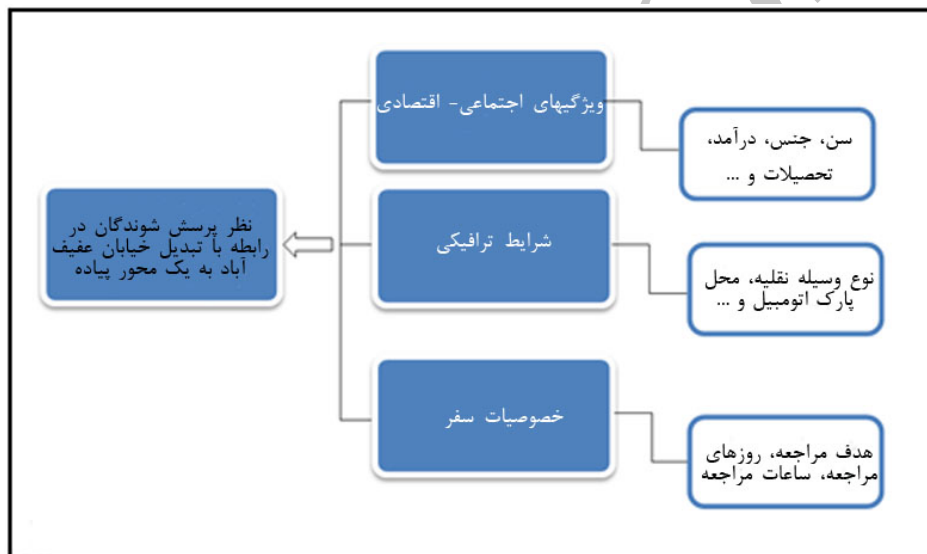 ویژگیهای اجتماعی- اقتصادی
سن، جنس، درآمد،
تحصیلات و ...
شرایط ترافیکی
نوع وسیله نقلیه، محل
پارک اتومبیل و ...
نظر پرسش شوندگان در
رابطه با تبدیل خیابان عفیف
آباد به یک محور پیاده
خصوصیات سفر
هدف مراجعه، روزهای
مراجعه، ساعات مراجعه